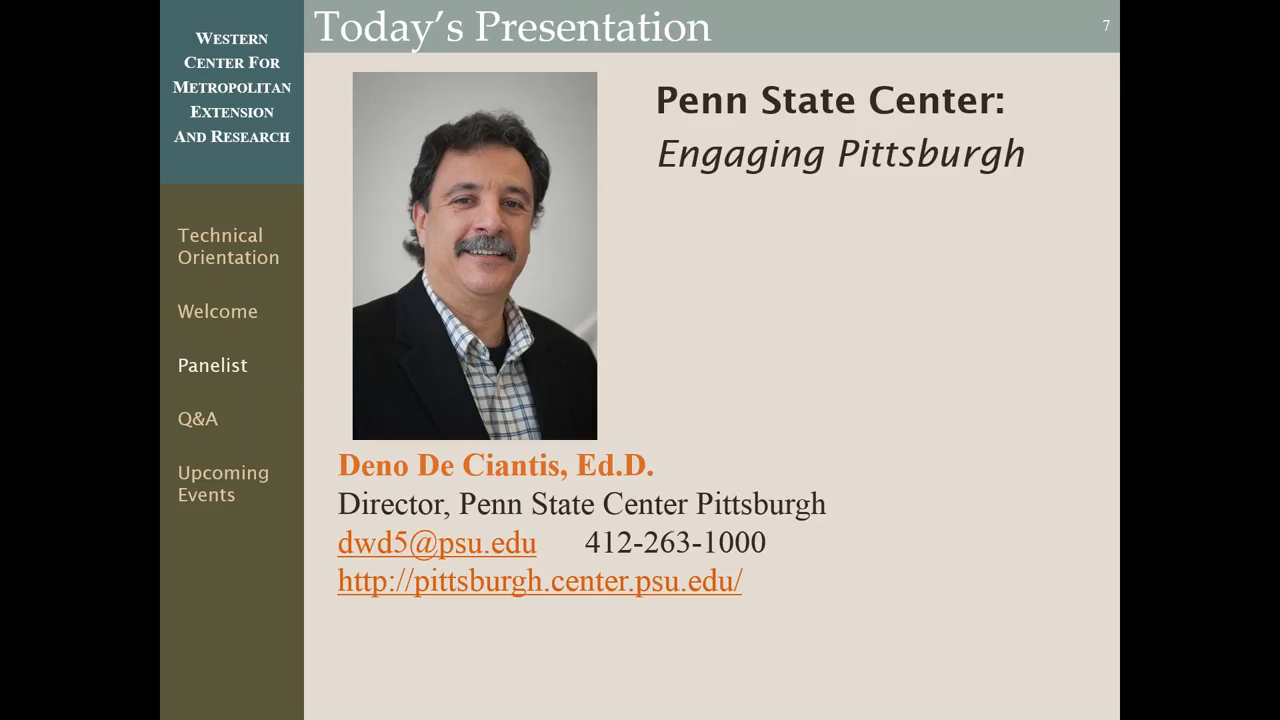 WESTERN
CENTER FOR
METROPOLITAN
EXTENSION
AND RESEARCH
Technical
Orientation
Welcome
Panelist
Q&A
Upcoming
Events
Today's Presentation
7
Penn State Center:
Engaging Pittsburgh
Deno De Ciantis, Ed.D.
Director, Penn State Center Pittsburgh
dwd5@psu.edu 412-263-1000
http://pittsburgh.center.psu.edu/